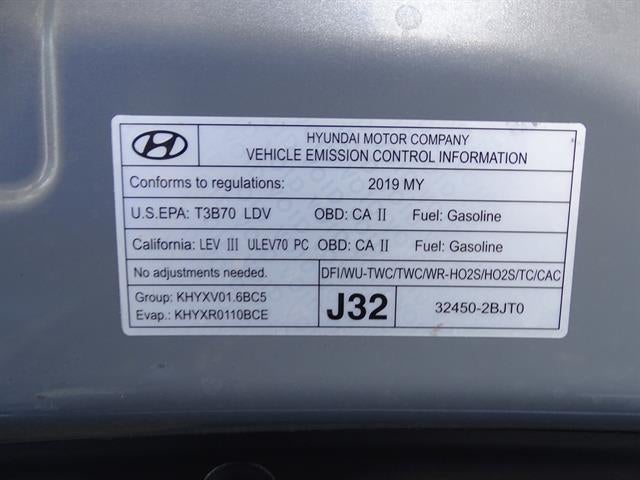 HYUNDAI MOTOR COMPANY
VEHICLE EMISSION CONTROL INFORMATION
Conforms to regulations: 2019 MY
U.S.EPA: T3B70 LDV OBD: CA II Fuel: Gasoline
California: LEV III ULEV70 PC OBD: CA II Fuel: Gasoline
No adjustments needed. DFI/WU-TWC/TWC/WR-HO2S/HO2S/TC/CAC
Group: KHYXV01.6BC5
Evap.: KHYXR0110BCE
J32
32450-2BJT0